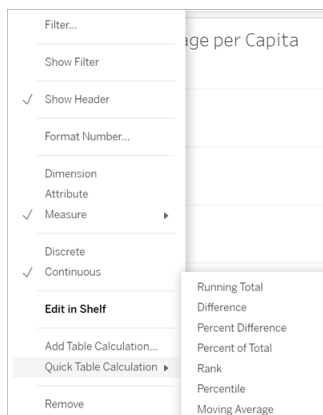 Filter...
age per Capita
Show Filter
Show Header
Format Number...
Dimension
Attribute
Measure
Discrete
Continuous
Edit in Shelf
Add Table Calculation...
Quick Table Calculation
Remove
Running Total
Difference
Percent Difference
Percent of Total
Rank
Percentile
Moving Average